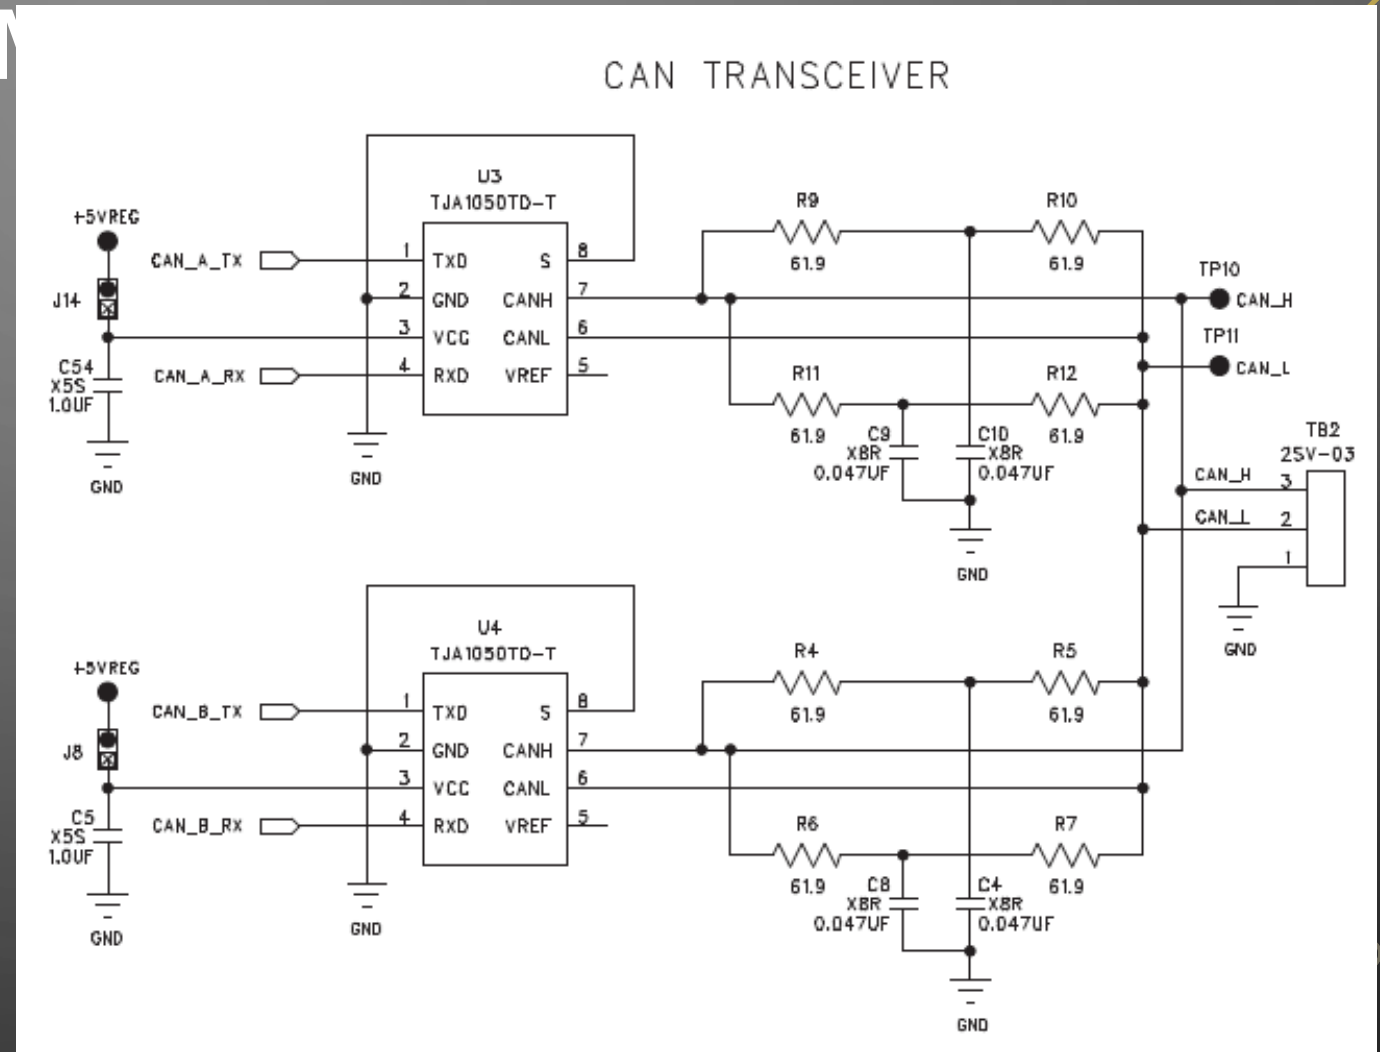 CAN TRANSCEIVER
U3
TJA1050TD-T
+5VREG
J14
C54
X5S
1.0UF
GND
CAN_A_TX
CAN_A_RX
1 TXD S 8
2 GND CANH 7
3 VCC CANL 6
4 RXD VREF 5
GND
R9
61.9
R10
61.9
R11
61.9
R12
61.9
C9
X8R
0.047UF
C10
X8R
0.047UF
GND
TP10
CAN_H
TP11
CAN_L
TB2
25V-03
CAN_H 3
CAN_L 2
1
GND
U4
TJA1050TD-T
+5VREG
J8
C5
X5S
1.0UF
GND
CAN_B_TX
CAN_B_RX
1 TXD S 8
2 GND CANH 7
3 VCC CANL 6
4 RXD VREF 5
GND
R4
61.9
R5
61.9
R6
61.9
R7
61.9
C8
X8R
0.047UF
C4
X8R
0.047UF
GND